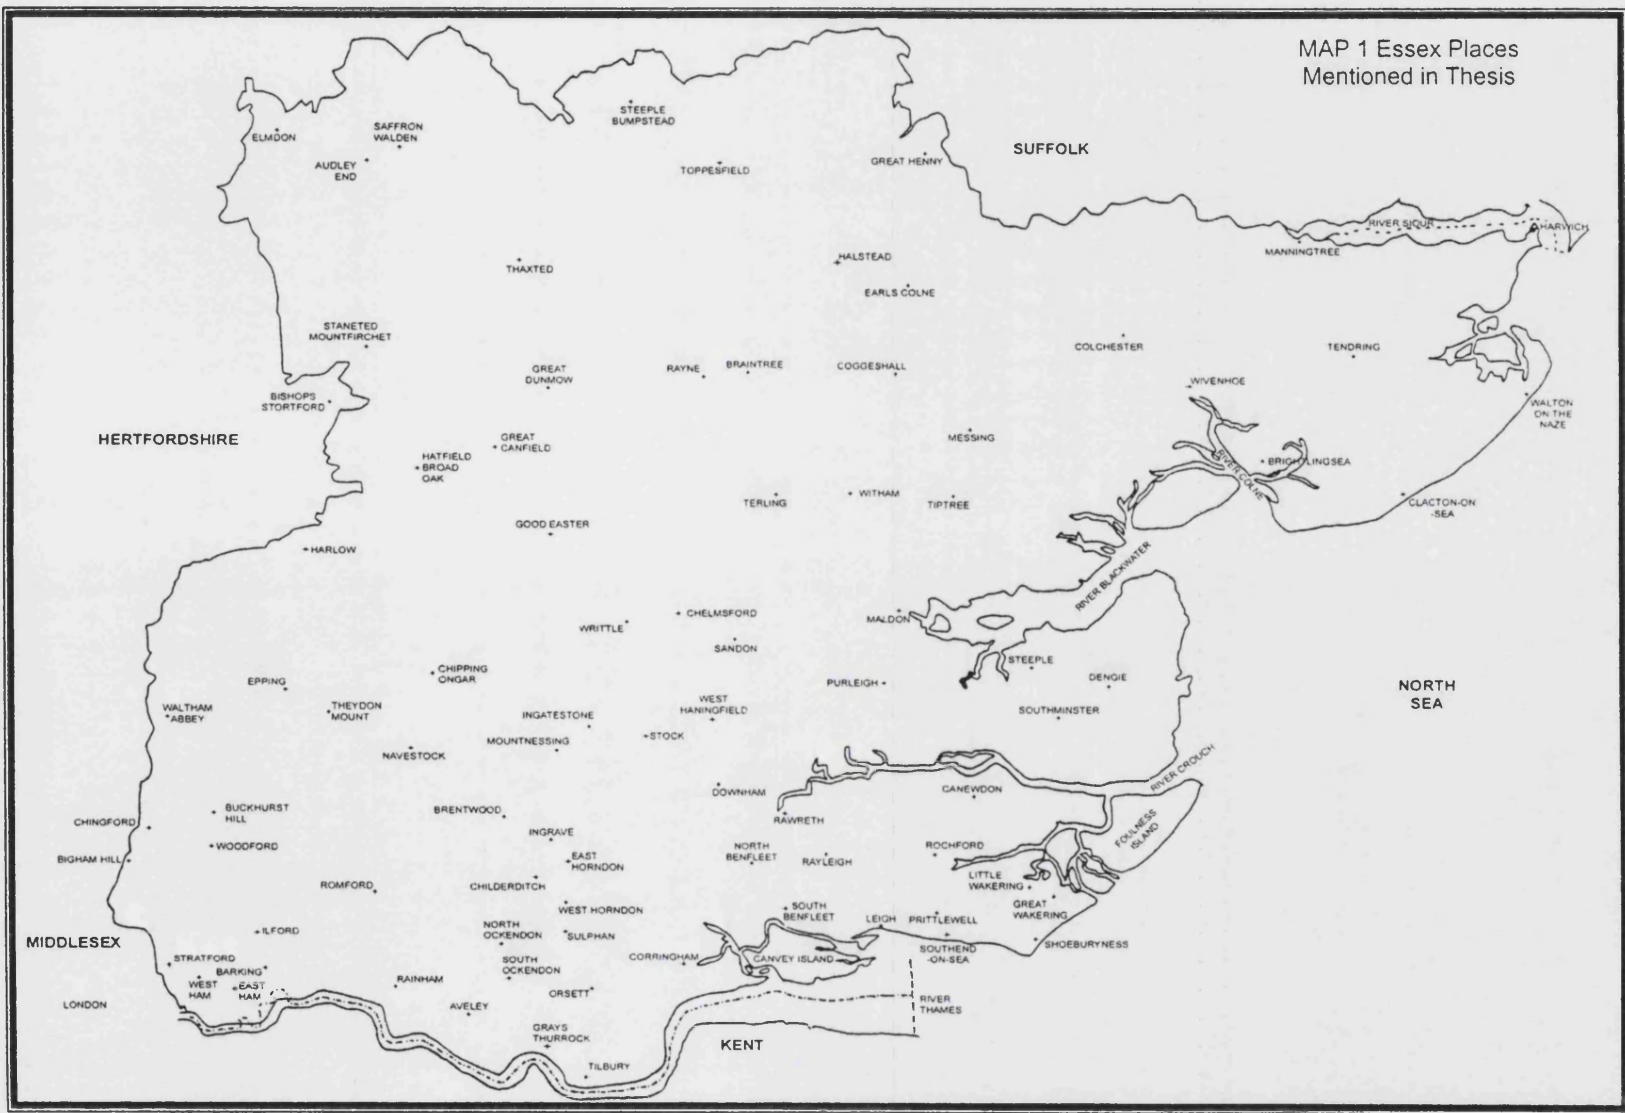 MAP 1 Essex Places
Mentioned in Thesis
STEEPLE
BUMPSTEAD
ELMDON
SAFFRON
WALDEN
AUDLEY
END
TOPPESFIELD
GREAT HENNY
SUFFOLK
RIVER STOUR
HARWICH
MANNINGTREE
THAXTED
HALSTEAD
EARLS COLNE
STANETED
MOUNTFIRCHET
COLCHESTER
TENDRING
GREAT
DUNMOW
RAYNE
BRAINTREE
COGGESHALL
WIVENHOE
BISHOPS
STORTFORD
WALTON
ON THE
NAZE
HERTFORDSHIRE
GREAT
CANFIELD
MESSING
HATFIELD
BROAD
OAK
RIVER COLNE
BRIGHTLINGSEA
TERLING
WITHAM
TIPTREE
CLACTON-ON
-SEA
GOOD EASTER
HARLOW
RIVER BLACKWATER
CHELMSFORD
WRITTLE
MALDON
SANDON
STEEPLE
CHIPPING
ONGAR
EPPING
PURLEIGH
DENGIE
NORTH
SEA
WALTHAM
ABBEY
THEYDON
MOUNT
INGATESTONE
WEST
HANINGFIELD
SOUTHMINSTER
MOUNTNESSING
STOCK
NAVESTOCK
RIVER CROUCH
DOWNHAM
CANEWDON
BUCKHURST
HILL
BRENTWOOD
CHINGFORD
RAWRETH
INGRAVE
FOULNESS
ISLAND
WOODFORD
BIGHAM HILL
EAST
HORNDON
NORTH
BENFLEET
RAYLEIGH
ROCHFORD
LITTLE
WAKERING
ROMFORD
CHILDERDITCH
GREAT
WAKERING
WEST HORNDON
SOUTH
BENFLEET
LEIGH
PRITTLEWELL
ILFORD
NORTH
OCKENDON
SULPHAN
SHOEBURYNESS
MIDDLESEX
SOUTHEND
-ON-SEA
STRATFORD
BARKING
WEST
HAM
EAST
HAM
RAINHAM
SOUTH
OCKENDON
CORRINGHAM
CANVEY ISLAND
ORSETT
LONDON
AVELEY
RIVER
THAMES
GRAYS
THURROCK
KENT
TILBURY